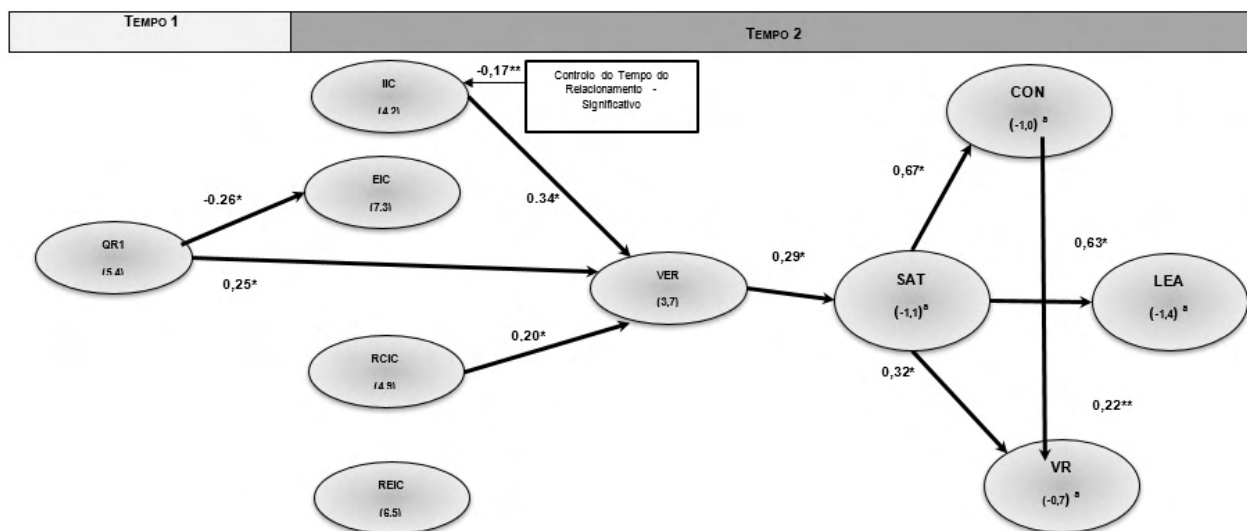 TEMPO 1
TEMPO 2
-0,17**
Controlo do Tempo do
Relacionamento -
Significativo
IIC
(4.2)
CON
(-1,0) a
0,67*
EIC
(7.3)
-0.26*
0.34*
QR1
(5.4)
0,25*
VER
(3,7)
0,29*
SAT
(-1,1) a
0,63*
LEA
(-1,4) a
RCIC
(4.9)
0,20*
0,32*
0,22**
VR
(-0,7) a
REIC
(6.5)